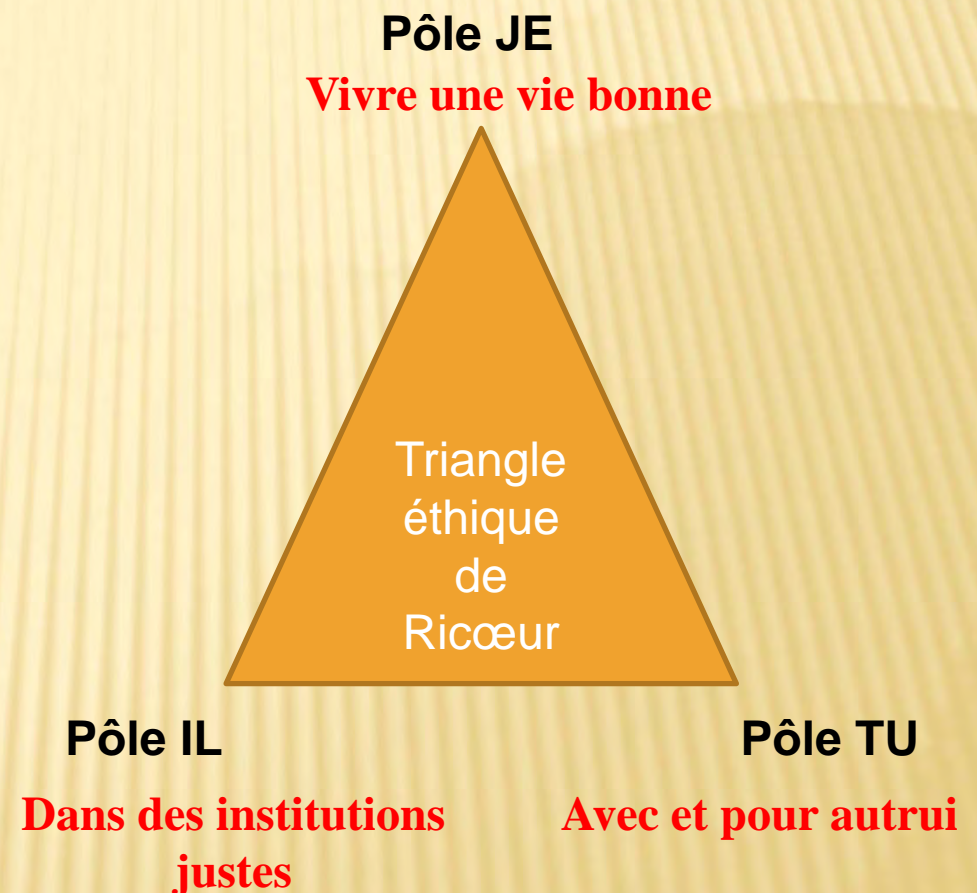 Pôle JE
Vivre une vie bonne
Triangle
éthique
de
Ricœur
Pôle IL
Dans des institutions
justes
Pôle TU
Avec et pour autrui